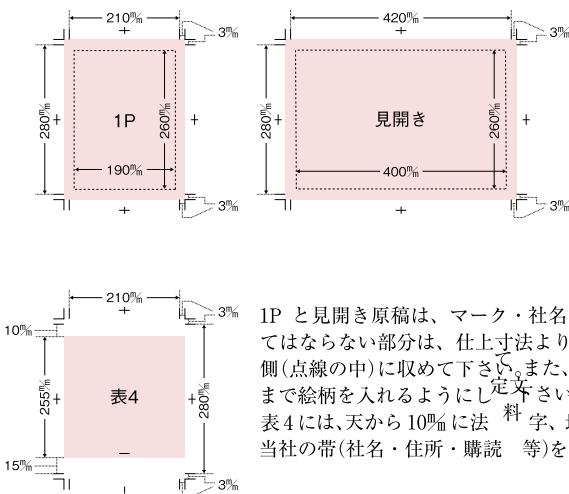 210㎜
3㎜
280㎜
1P
260㎜
190㎜
3㎜
420㎜
3㎜
280㎜
見開き
260㎜
400㎜
3㎜
210㎜
3㎜
10㎜
255㎜
表4
280㎜
15㎜
3㎜
1P と見開き原稿は、マーク・社名
てはならない部分は、仕上寸法より
側(点線の中)に収めて下さい。また、
まで絵柄を入れるようにして下さい
表4には、天から10㎜に法定文字、
当社の帯(社名・住所・購読料等)を